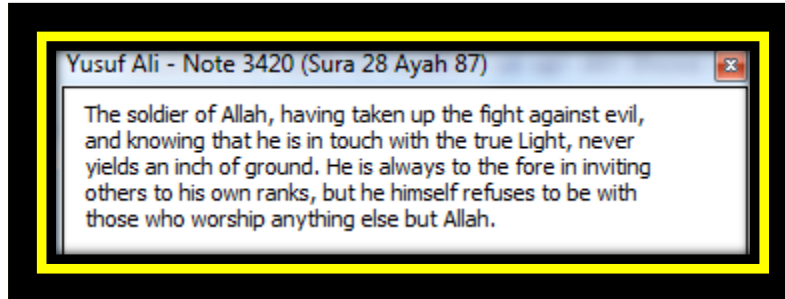 Yusuf Ali - Note 3420 (Sura 28 Ayah 87)
The soldier of Allah, having taken up the fight against evil,
and knowing that he is in touch with the true Light, never
yields an inch of ground. He is always to the fore in inviting
others to his own ranks, but he himself refuses to be with
those who worship anything else but Allah.